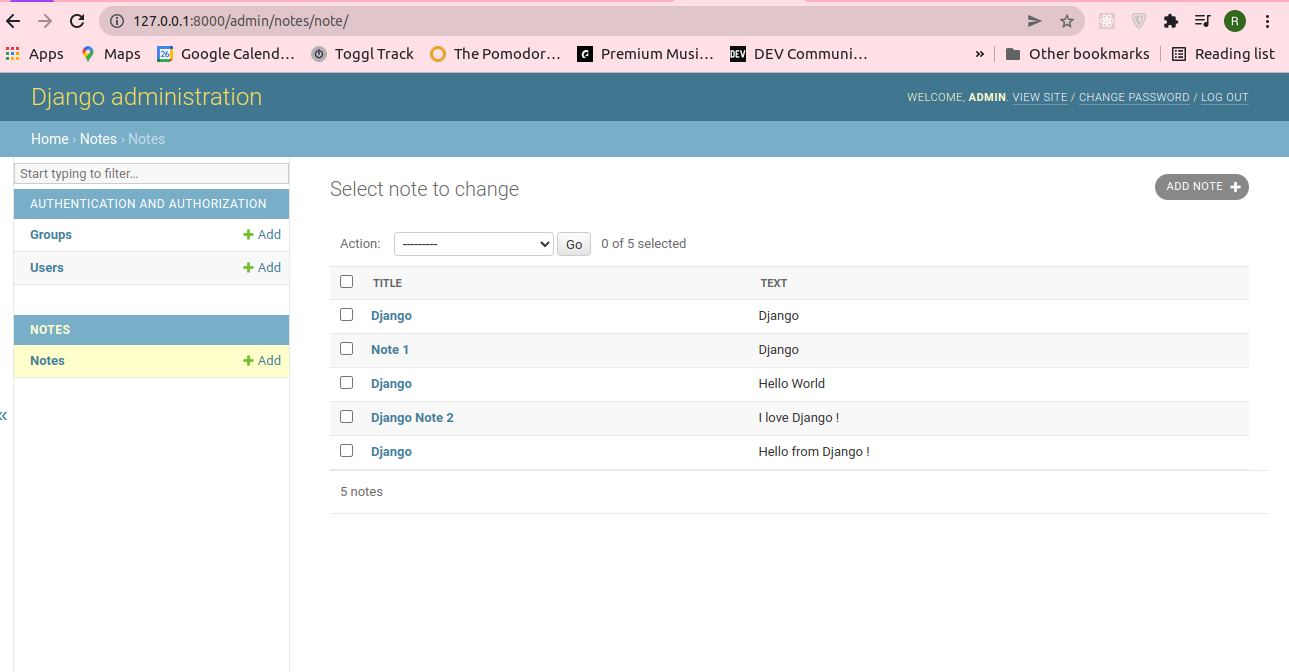 127.0.0.1:8000/admin/notes/note/
R
Apps Maps 26 Google Calend... Toggl Track The Pomodor... G Premium Musi... DEV DEV Communi... » Other bookmarks Reading list
Django administration
WELCOME, ADMIN. VIEW SITE / CHANGE PASSWORD / LOG OUT
Home › Notes › Notes
Start typing to filter...
AUTHENTICATION AND AUTHORIZATION
Groups + Add
Users + Add
NOTES
Notes + Add
«
Select note to change
ADD NOTE +
Action: --------- Go 0 of 5 selected
TITLE TEXT
Django Django
Note 1 Django
Django Hello World
Django Note 2 I love Django !
Django Hello from Django !
5 notes